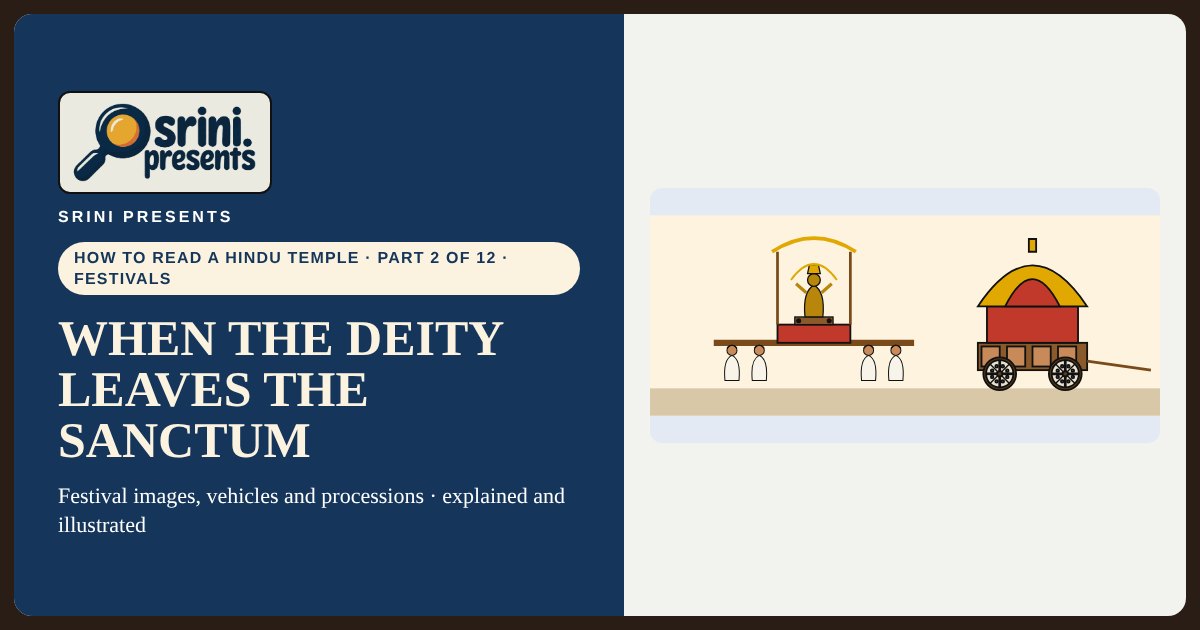 srini.
presents
SRINI PRESENTS
HOW TO READ A HINDU TEMPLE · PART 2 OF 12 ·
FESTIVALS
WHEN THE DEITY
LEAVES THE
SANCTUM
Festival images, vehicles and processions · explained and
illustrated